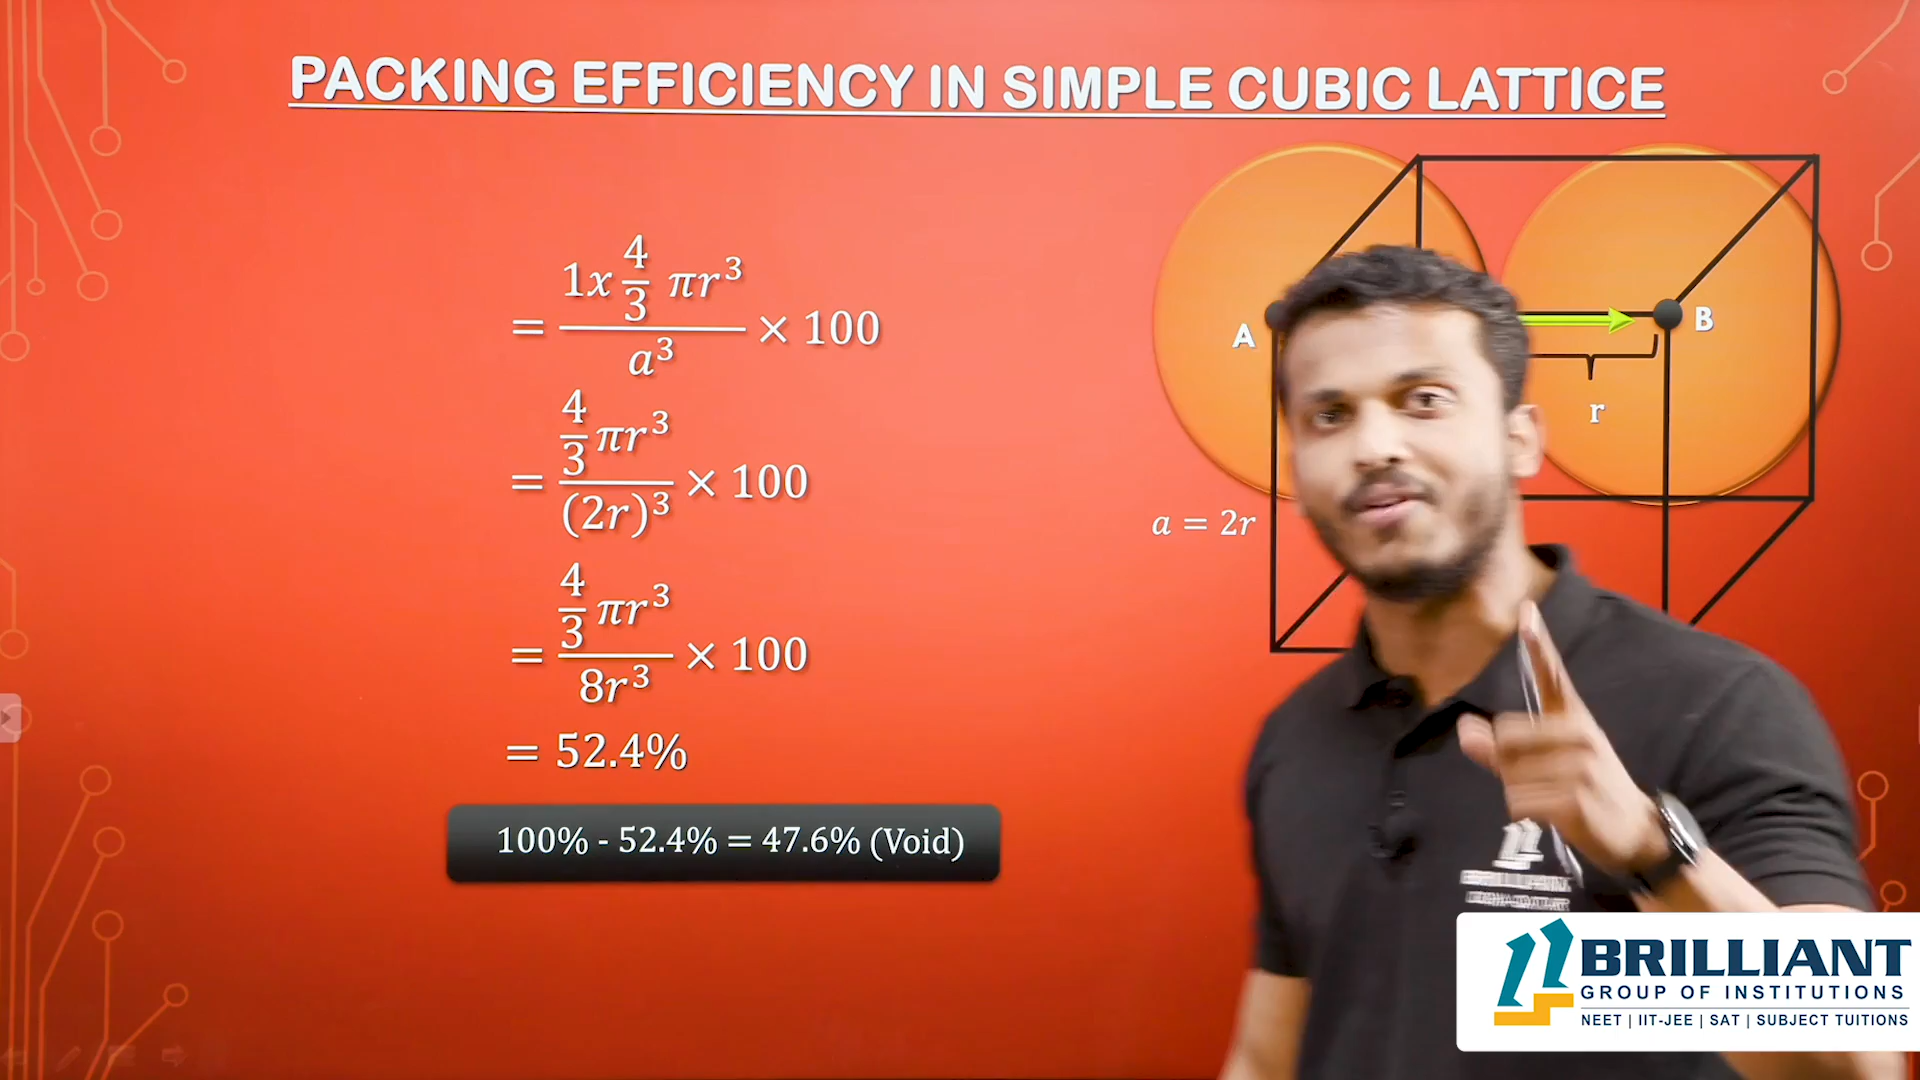 PACKING EFFICIENCY IN SIMPLE CUBIC LATTICE
= 1x 4/3 πr³ / a³ × 100
= 4/3 πr³ / (2r)³ × 100
= 4/3 πr³ / 8r³ × 100
= 52.4%
100% - 52.4% = 47.6% (Void)
A
B
r
a = 2r
BRILLIANT
GROUP OF INSTITUTIONS
NEET | IIT-JEE | SAT | SUBJECT TUITIONS